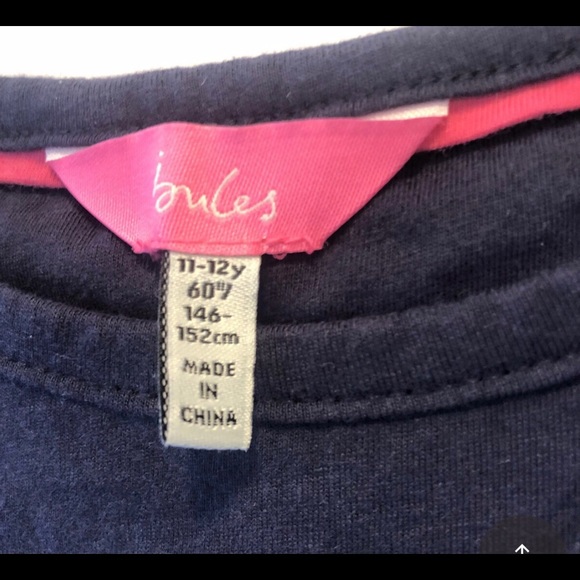 joules
11-12y
60"/
146-
152cm
MADE
IN
CHINA